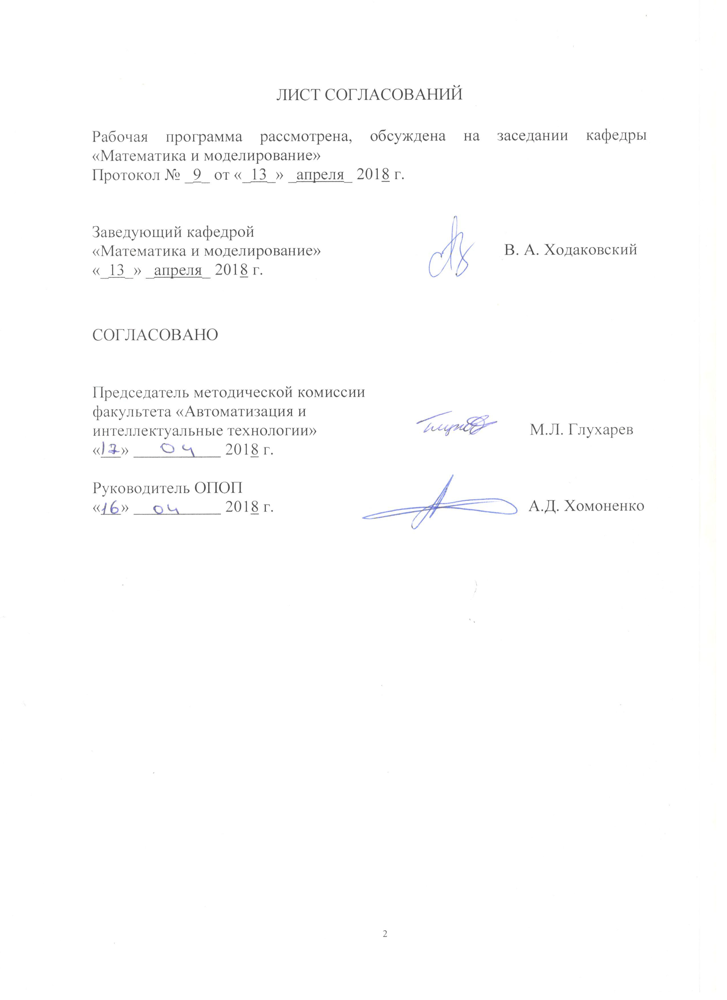 ЛИСТ СОГЛАСОВАНИЙ
Рабочая программа рассмотрена, обсуждена на заседании кафедры
«Математика и моделирование»
Протокол № _9_ от «_13_» _апреля_ 2018 г.
Заведующий кафедрой
«Математика и моделирование» В. А. Ходаковский
«_13_» _апреля_ 2018 г.
СОГЛАСОВАНО
Председатель методической комиссии
факультета «Автоматизация и
интеллектуальные технологии» М.Л. Глухарев
«17» 04 2018 г.
Руководитель ОПОП
«16» 04 2018 г. А.Д. Хомоненко
2